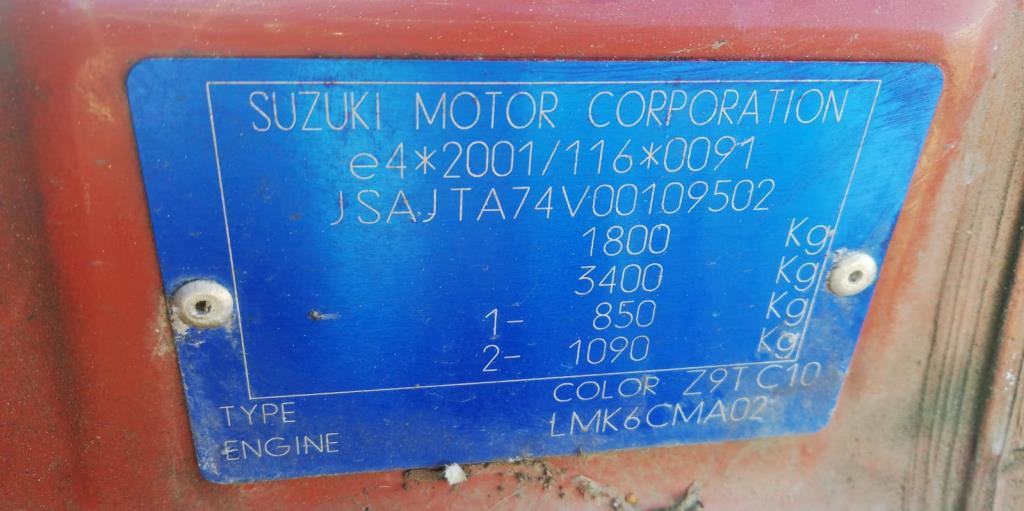 SUZUKI MOTOR CORPORATION
e4*2001/116*0091
JSAJTA74V00109502
1800 Kg
3400 Kg
1- 850 Kg
2- 1090 Kg
TYPE COLOR Z9T C10
ENGINE LMK6CMA02